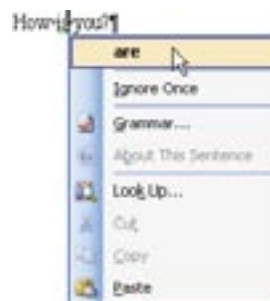 How is you?¶
are
Ignore Once
Grammar...
About This Sentence
Look Up...
Cut
Copy
Paste